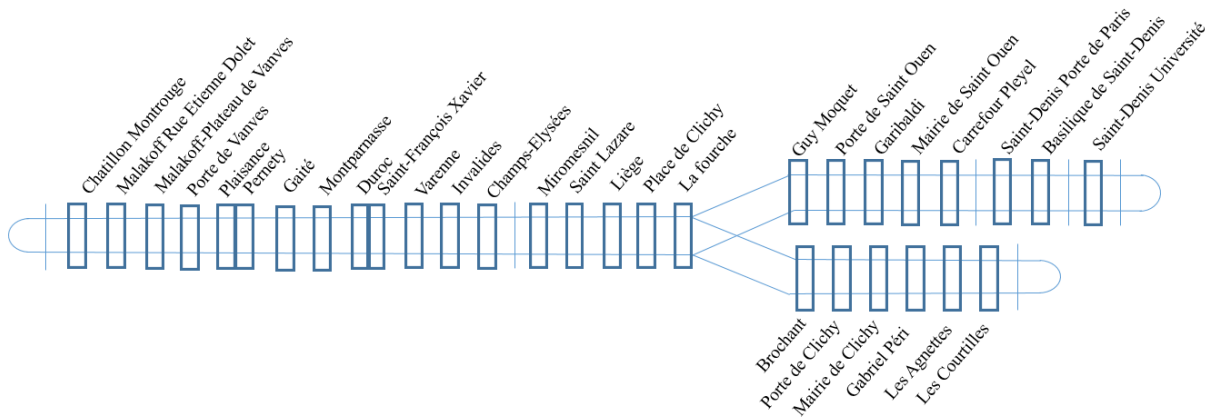 Chatillon Montrouge
Malakoff Rue Etienne Dolet
Malakoff-Plateau de Vanves
Porte de Vanves
Plaisance
Pernety
Gaité
Montparnasse
Duroc
Saint-François Xavier
Varenne
Invalides
Champs-Elysées
Miromesnil
Saint Lazare
Liège
Place de Clichy
La fourche
Guy Moquet
Porte de Saint Ouen
Garibaldi
Mairie de Saint Ouen
Carrefour Pleyel
Saint-Denis Porte de Paris
Basilique de Saint-Denis
Saint-Denis Université
Brochant
Porte de Clichy
Mairie de Clichy
Gabriel Péri
Les Agnettes
Les Courtilles